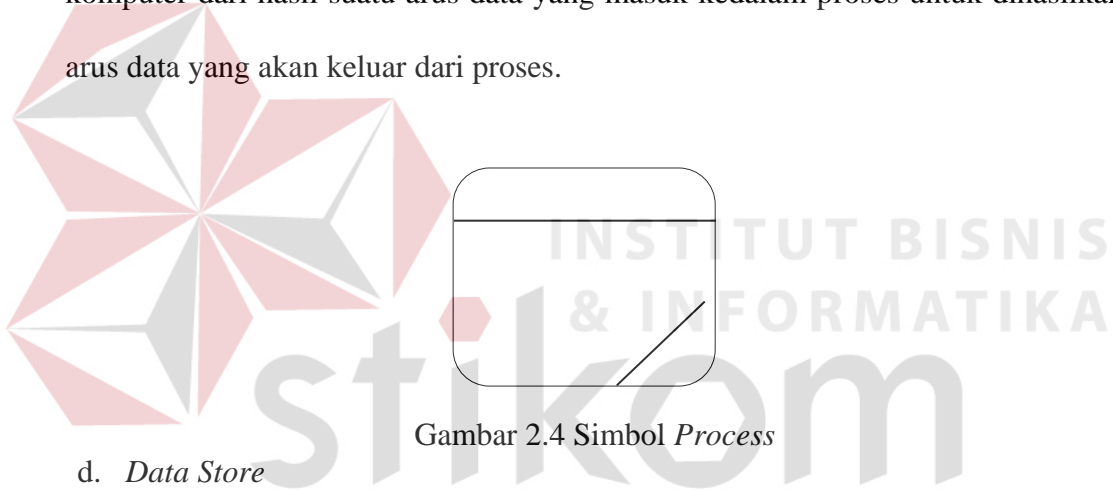 komputer dari hasil suatu arus data yang masuk kedalam proses untuk dihasilkan
arus data yang akan keluar dari proses.
INSTITUT BISNIS
& INFORMATIKA
stikom
Gambar 2.4 Simbol Process
d. Data Store